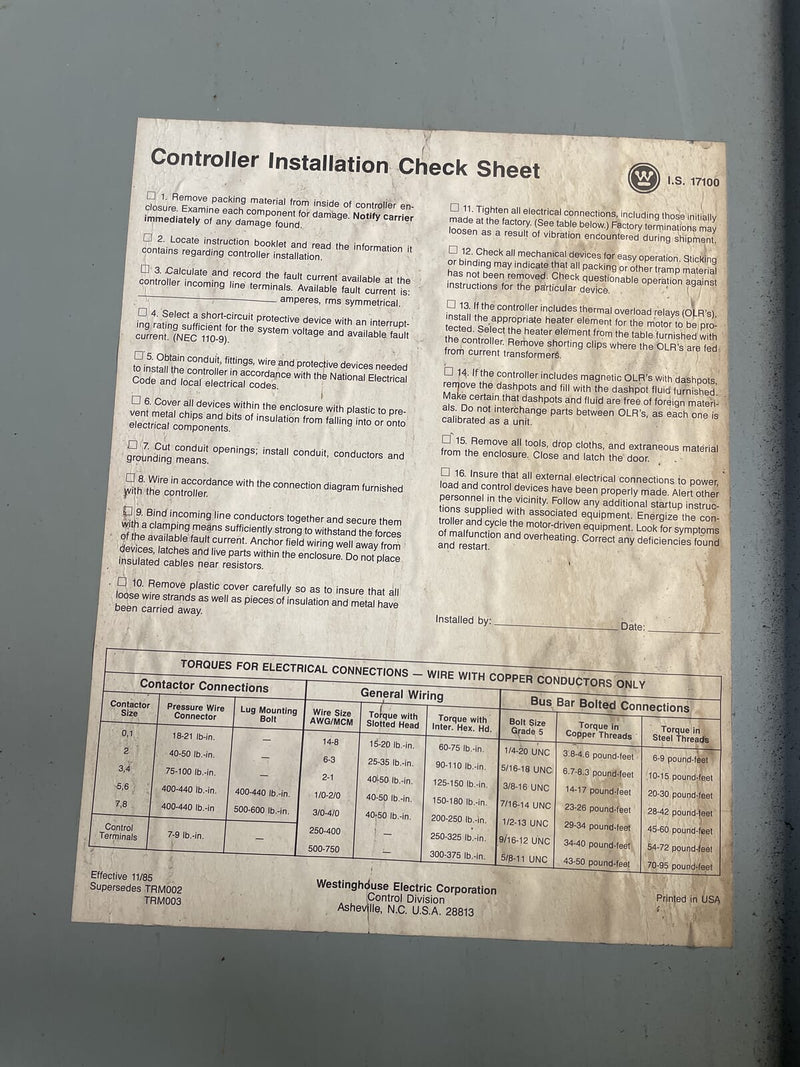 Controller Installation Check Sheet
W
I.S. 17100
☐ 1. Remove packing material from inside of controller en-
closure. Examine each component for damage. Notify carrier
immediately of any damage found.
☐ 2. Locate instruction booklet and read the information it
contains regarding controller installation.
☐ 3. Calculate and record the fault current available at the
controller incoming line terminals. Available fault current is:
____________________ amperes, rms symmetrical.
☐ 4. Select a short-circuit protective device with an interrupt-
ing rating sufficient for the system voltage and available fault
current. (NEC 110-9).
☐ 5. Obtain conduit, fittings, wire and protective devices needed
to install the controller in accordance with the National Electrical
Code and local electrical codes.
☐ 6. Cover all devices within the enclosure with plastic to pre-
vent metal chips and bits of insulation from falling into or onto
electrical components.
☐ 7. Cut conduit openings; install conduit, conductors and
grounding means.
☐ 8. Wire in accordance with the connection diagram furnished
with the controller.
☐ 9. Bind incoming line conductors together and secure them
with a clamping means sufficiently strong to withstand the forces
of the available fault current. Anchor field wiring well away from
devices, latches and live parts within the enclosure. Do not place
insulated cables near resistors.
☐ 10. Remove plastic cover carefully so as to insure that all
loose wire strands as well as pieces of insulation and metal have
been carried away.
☐ 11. Tighten all electrical connections, including those initially
made at the factory. (See table below.) Factory terminations may
loosen as a result of vibration encountered during shipment.
☐ 12. Check all mechanical devices for easy operation. Sticking
or binding may indicate that all packing or other tramp material
has not been removed. Check questionable operation against
instructions for the particular device.
☐ 13. If the controller includes thermal overload relays (OLR's),
install the appropriate heater element for the motor to be pro-
tected. Select the heater element from the table furnished with
the controller. Remove shorting clips where the OLR's are fed
from current transformers.
☐ 14. If the controller includes magnetic OLR's with dashpots,
remove the dashpots and fill with the dashpot fluid furnished.
Make certain that dashpots and fluid are free of foreign materi-
als. Do not interchange parts between OLR's, as each one is
calibrated as a unit.
☐ 15. Remove all tools, drop cloths, and extraneous material
from the enclosure. Close and latch the door.
☐ 16. Insure that all external electrical connections to power,
load and control devices have been properly made. Alert other
personnel in the vicinity. Follow any additional startup instruc-
tions supplied with associated equipment. Energize the con-
troller and cycle the motor-driven equipment. Look for symptoms
of malfunction and overheating. Correct any deficiencies found
and restart.
Installed by: ____________________ Date: ____________
TORQUES FOR ELECTRICAL CONNECTIONS — WIRE WITH COPPER CONDUCTORS ONLY
Contactor Connections
Contactor Size | Pressure Wire Connector | Lug Mounting Bolt
0,1 | 18-21 lb-in. | —
2 | 40-50 lb-in. | —
3,4 | 75-100 lb-in. | —
5,6 | 400-440 lb.-in. | 400-440 lb.-in.
7,8 | 400-440 lb.-in | 500-600 lb.-in.
Control Terminals | 7-9 lb.-in. | —
General Wiring
Wire Size AWG/MCM | Torque with Slotted Head | Torque with Inter. Hex. Hd.
14-8 | 15-20 lb.-in. | 60-75 lb.-in.
6-3 | 25-35 lb.-in. | 90-110 lb.-in.
2-1 | 40-50 lb.-in. | 125-150 lb.-in.
1/0-2/0 | 40-50 lb.-in. | 150-180 lb.-in.
3/0-4/0 | 40-50 lb.-in. | 200-250 lb.-in.
250-400 | — | 250-325 lb.-in.
500-750 | — | 300-375 lb.-in.
Bus Bar Bolted Connections
Bolt Size Grade 5 | Torque in Copper Threads | Torque in Steel Threads
1/4-20 UNC | 3.8-4.6 pound-feet | 6-9 pound-feet
5/16-18 UNC | 6.7-8.3 pound-feet | 10-15 pound-feet
3/8-16 UNC | 14-17 pound-feet | 20-30 pound-feet
7/16-14 UNC | 23-26 pound-feet | 28-42 pound-feet
1/2-13 UNC | 29-34 pound-feet | 45-60 pound-feet
9/16-12 UNC | 34-40 pound-feet | 54-72 pound-feet
5/8-11 UNC | 43-50 pound-feet | 70-95 pound-feet
Effective 11/85
Supersedes TRM002
TRM003
Westinghouse Electric Corporation
Control Division
Asheville, N.C. U.S.A. 28813
Printed in USA